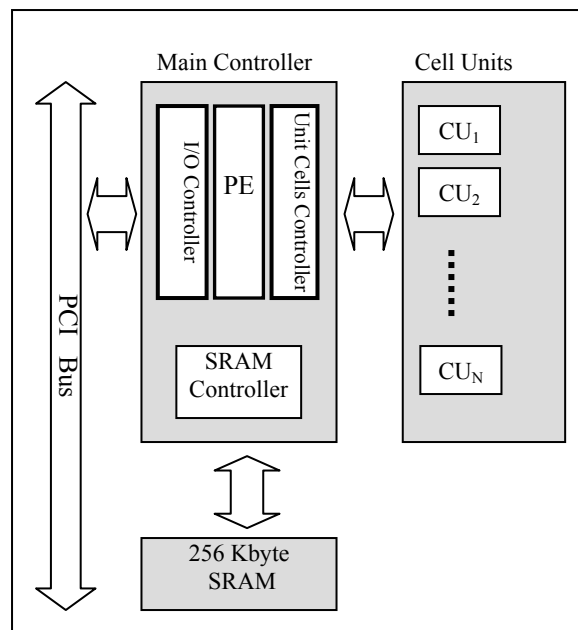 Main Controller
Cell Units
PCI Bus
I/O Controller
PE
Unit Cells Controller
SRAM
Controller
CU1
CU2
CUN
256 Kbyte
SRAM